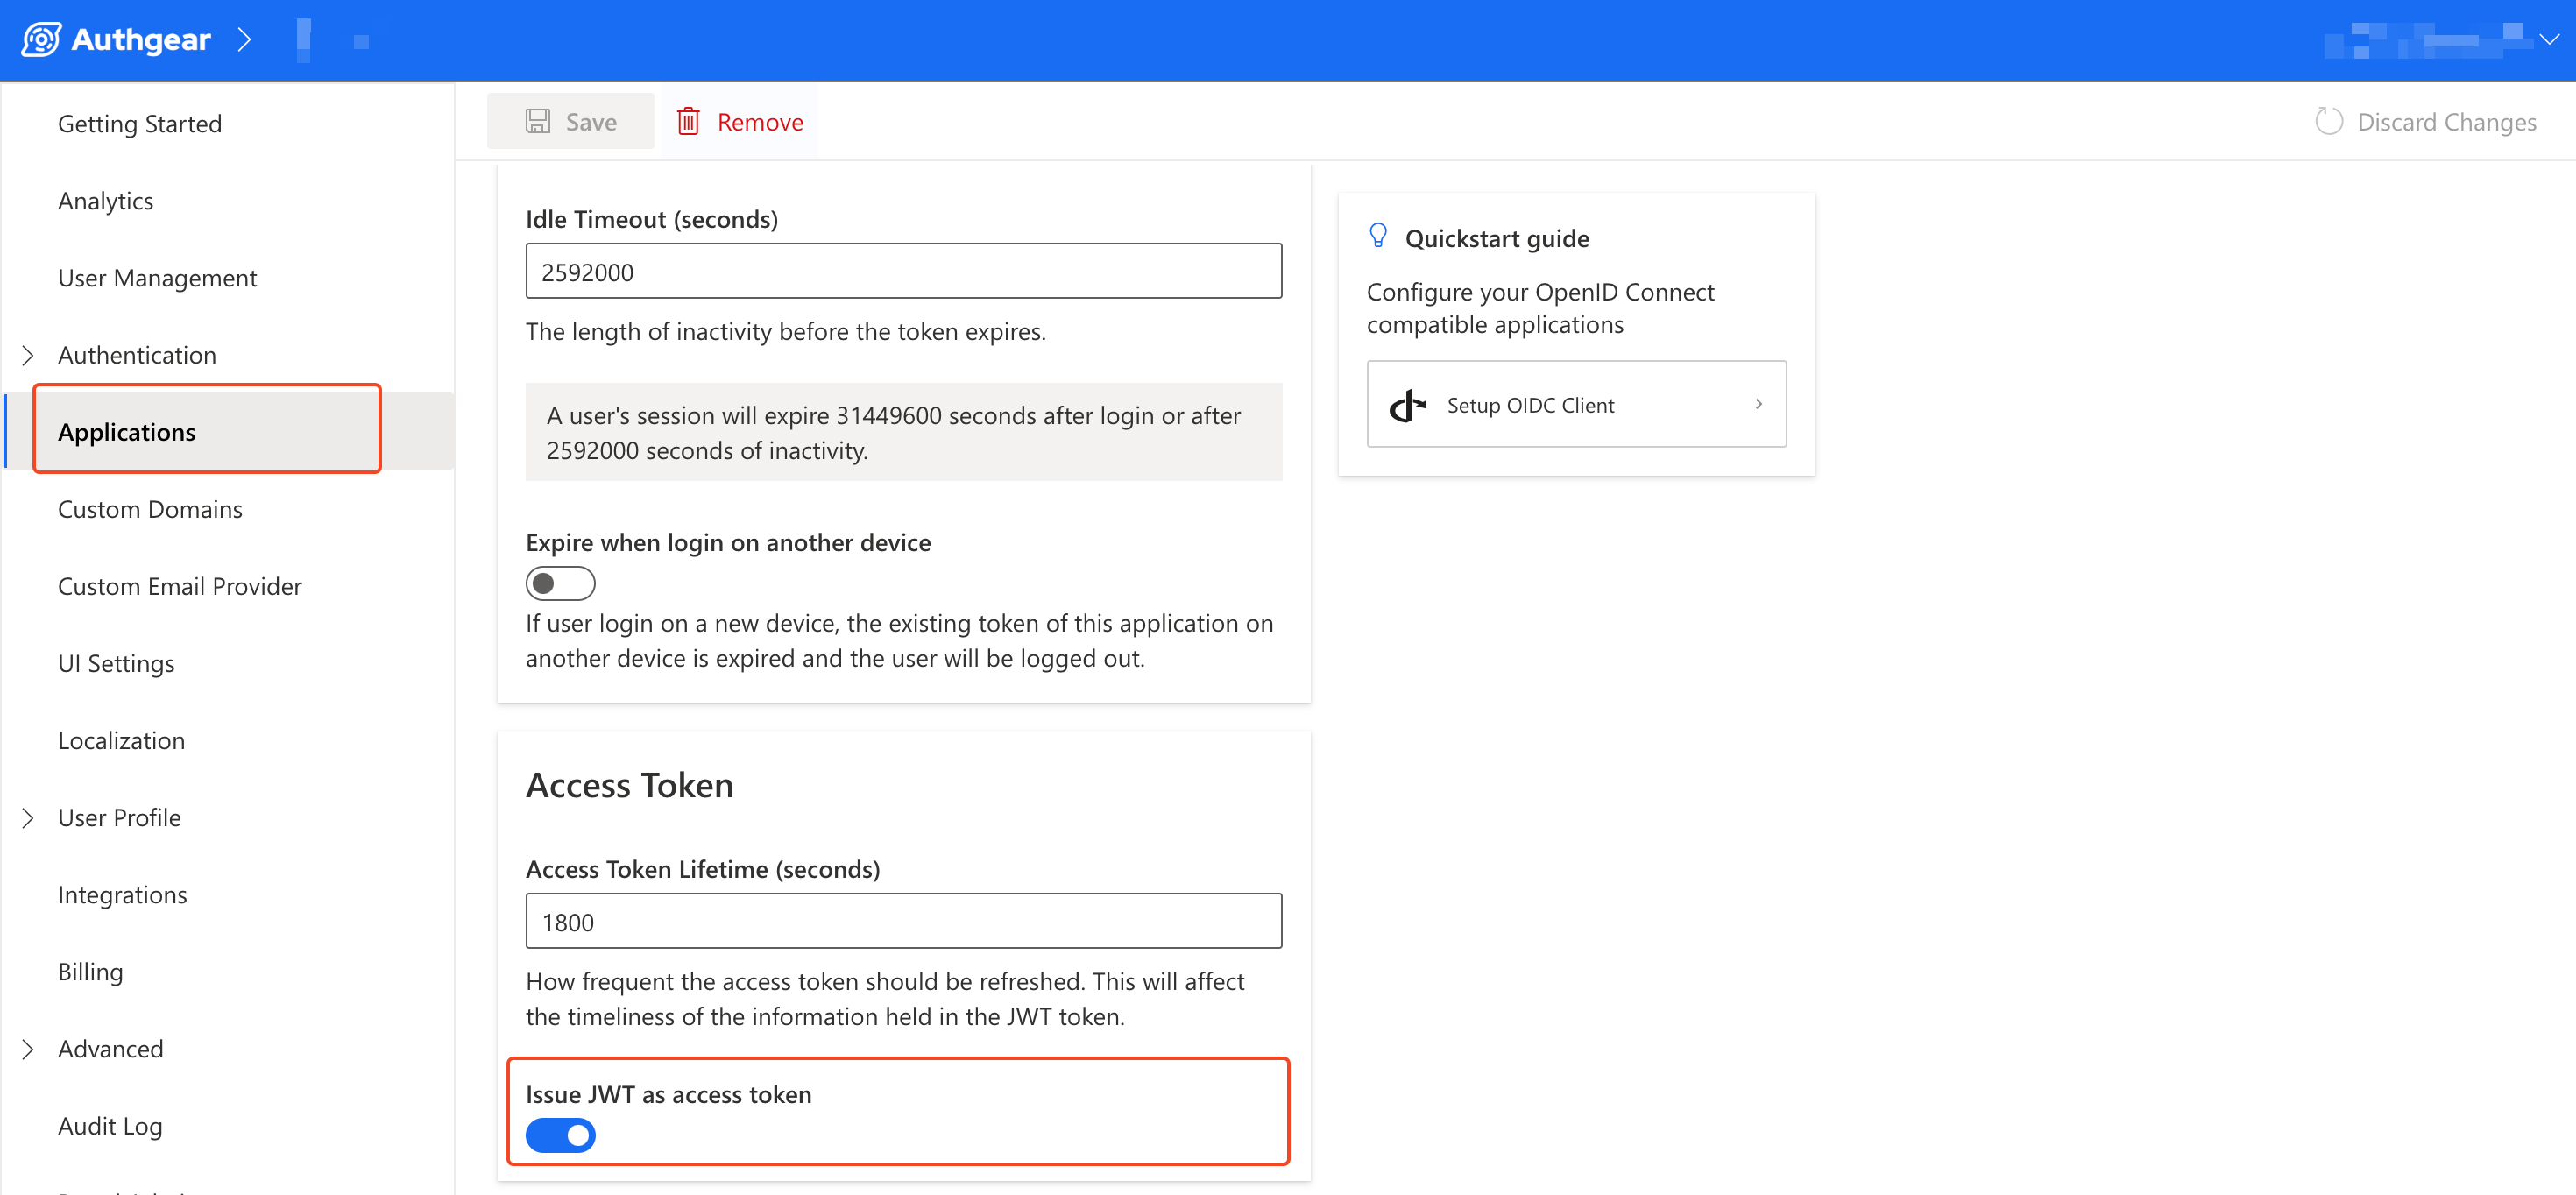 Authgear
Save
Remove
Discard Changes
Getting Started
Analytics
User Management
Authentication
Applications
Custom Domains
Custom Email Provider
UI Settings
Localization
User Profile
Integrations
Billing
Advanced
Audit Log
Idle Timeout (seconds)
2592000
The length of inactivity before the token expires.
A user's session will expire 31449600 seconds after login or after
2592000 seconds of inactivity.
Expire when login on another device
If user login on a new device, the existing token of this application on
another device is expired and the user will be logged out.
Access Token
Access Token Lifetime (seconds)
1800
How frequent the access token should be refreshed. This will affect
the timeliness of the information held in the JWT token.
Issue JWT as access token
Quickstart guide
Configure your OpenID Connect
compatible applications
Setup OIDC Client